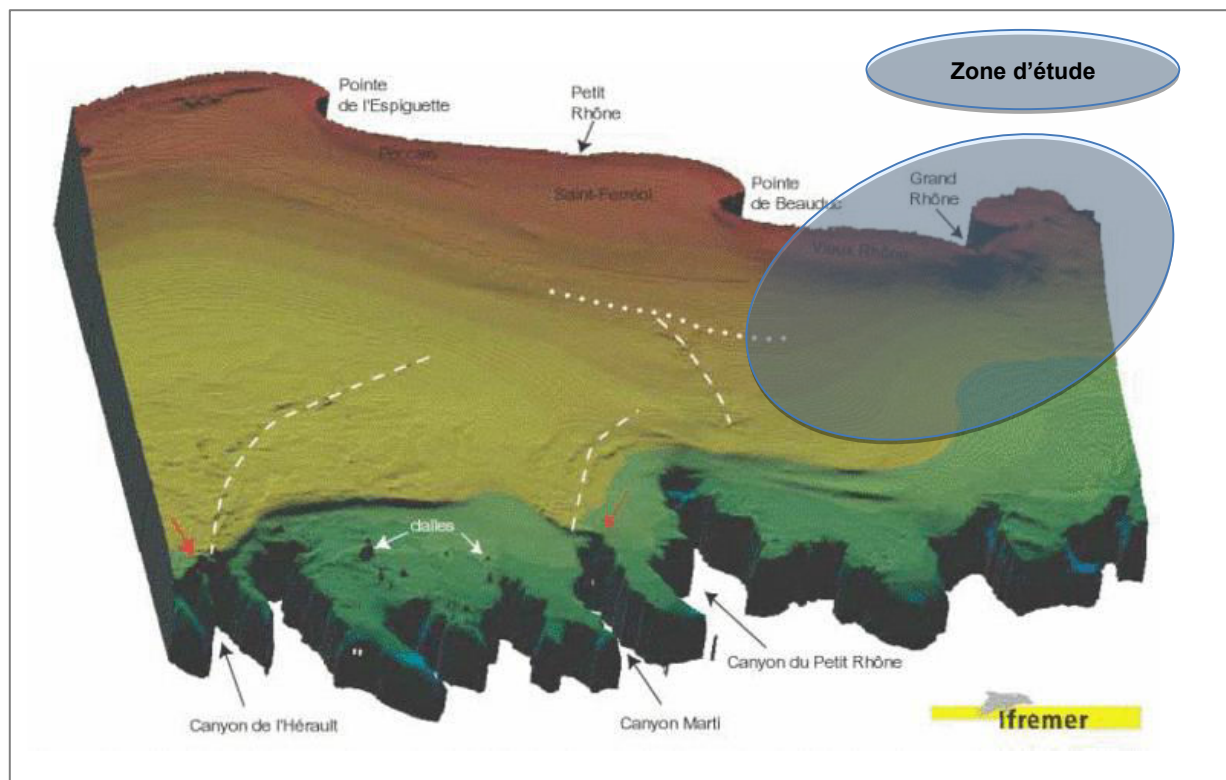 Zone d'étude
Pointe
de l'Espiguette
Petit
Rhône
Pointe
de Beauduc
Grand
Rhône
Saint-Ferréol
Vieux Rhône
dalles
Canyon du Petit Rhône
Canyon de l'Hérault
Canyon Marti
Ifremer